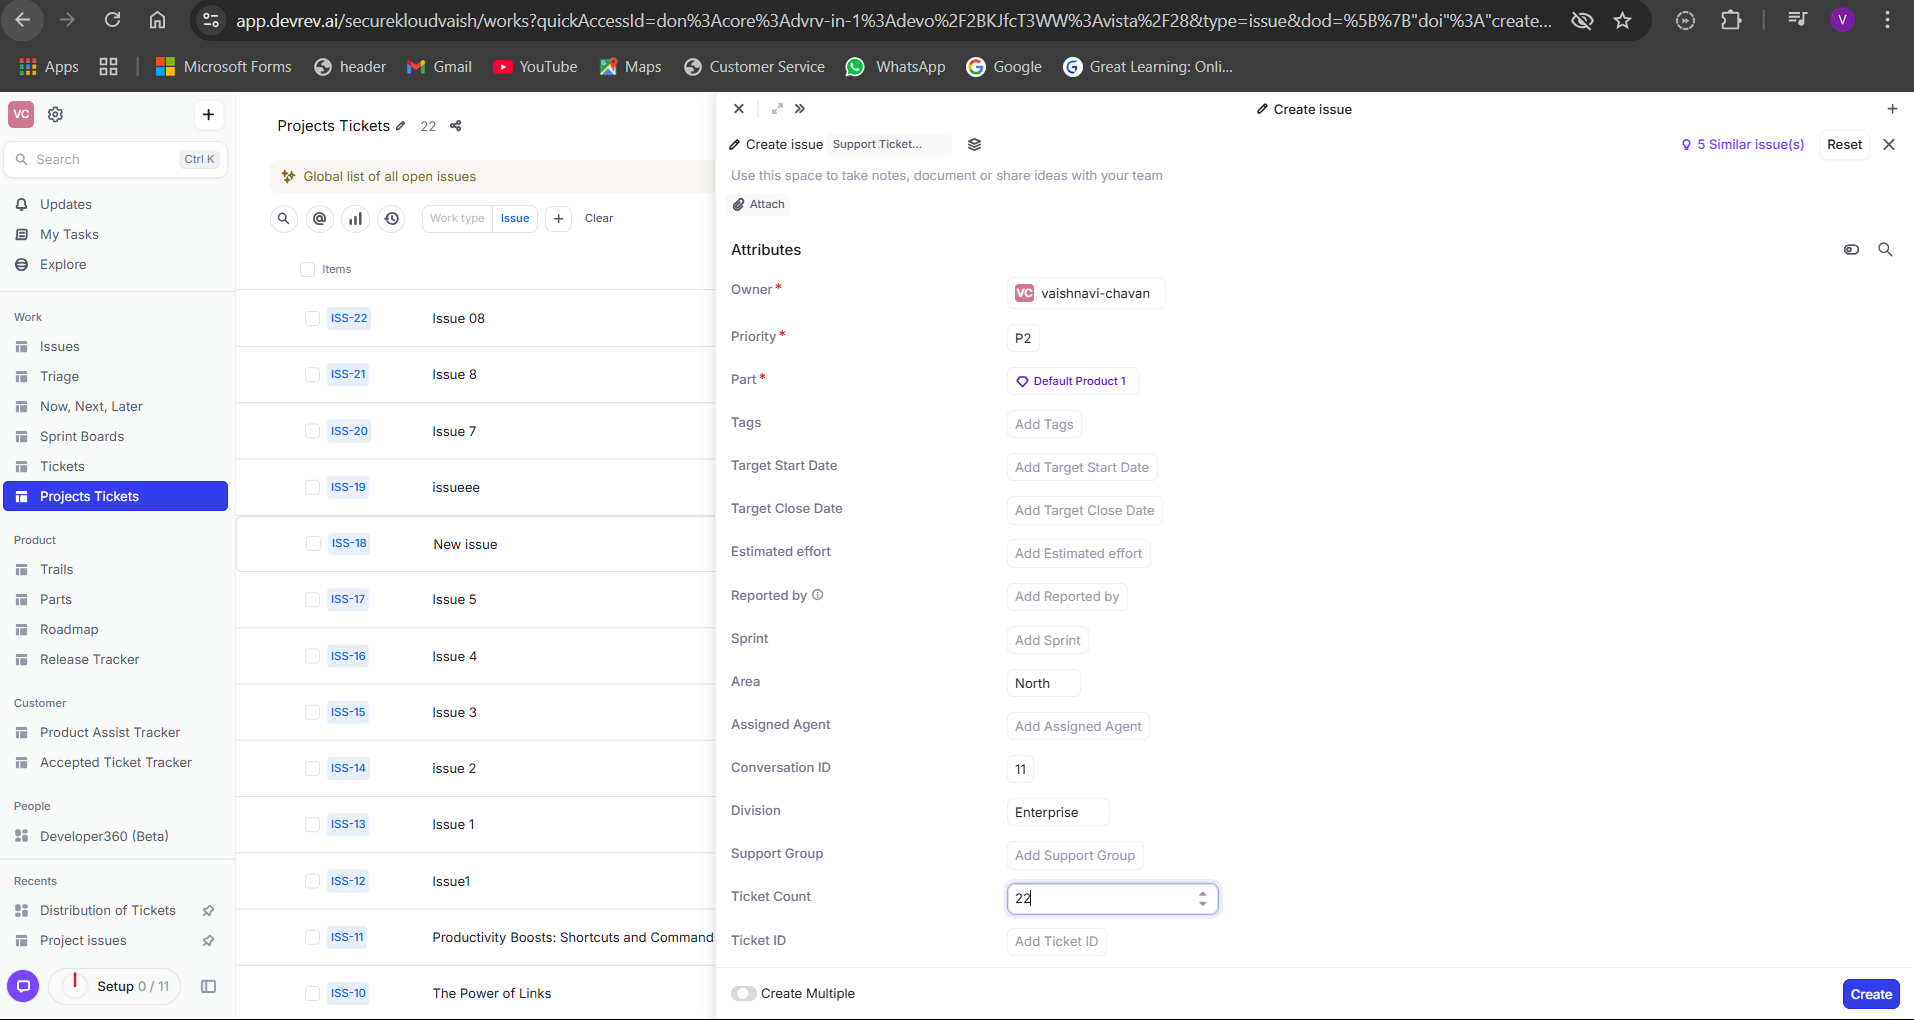 app.devrev.ai/securekloudvaish/works?quickAccessId=don%3Acore%3Advrv-in-1%3Adevo%2F2BKJfcT3WW%3Avista%2F28&type=issue&dod=%5B%7B"doi"%3A"create...
V
Apps
Microsoft Forms
header
Gmail
YouTube
Maps
Customer Service
WhatsApp
Google
Great Learning: Onli...
VC
Search
Ctrl K
Updates
My Tasks
Explore
Work
Issues
Triage
Now, Next, Later
Sprint Boards
Tickets
Projects Tickets
Product
Trails
Parts
Roadmap
Release Tracker
Customer
Product Assist Tracker
Accepted Ticket Tracker
People
Developer360 (Beta)
Recents
Distribution of Tickets
Project issues
Setup 0 / 11
Projects Tickets 22
Global list of all open issues
Work type Issue + Clear
Items
ISS-22 Issue 08
ISS-21 Issue 8
ISS-20 Issue 7
ISS-19 issueee
ISS-18 New issue
ISS-17 Issue 5
ISS-16 Issue 4
ISS-15 Issue 3
ISS-14 issue 2
ISS-13 Issue 1
ISS-12 Issue1
ISS-11 Productivity Boosts: Shortcuts and Command
ISS-10 The Power of Links
Create issue
Create issue Support Ticket...
5 Similar issue(s) Reset
Use this space to take notes, document or share ideas with your team
Attach
Attributes
Owner* VC vaishnavi-chavan
Priority* P2
Part* Default Product 1
Tags Add Tags
Target Start Date Add Target Start Date
Target Close Date Add Target Close Date
Estimated effort Add Estimated effort
Reported by Add Reported by
Sprint Add Sprint
Area North
Assigned Agent Add Assigned Agent
Conversation ID 11
Division Enterprise
Support Group Add Support Group
Ticket Count 22
Ticket ID Add Ticket ID
Create Multiple
Create